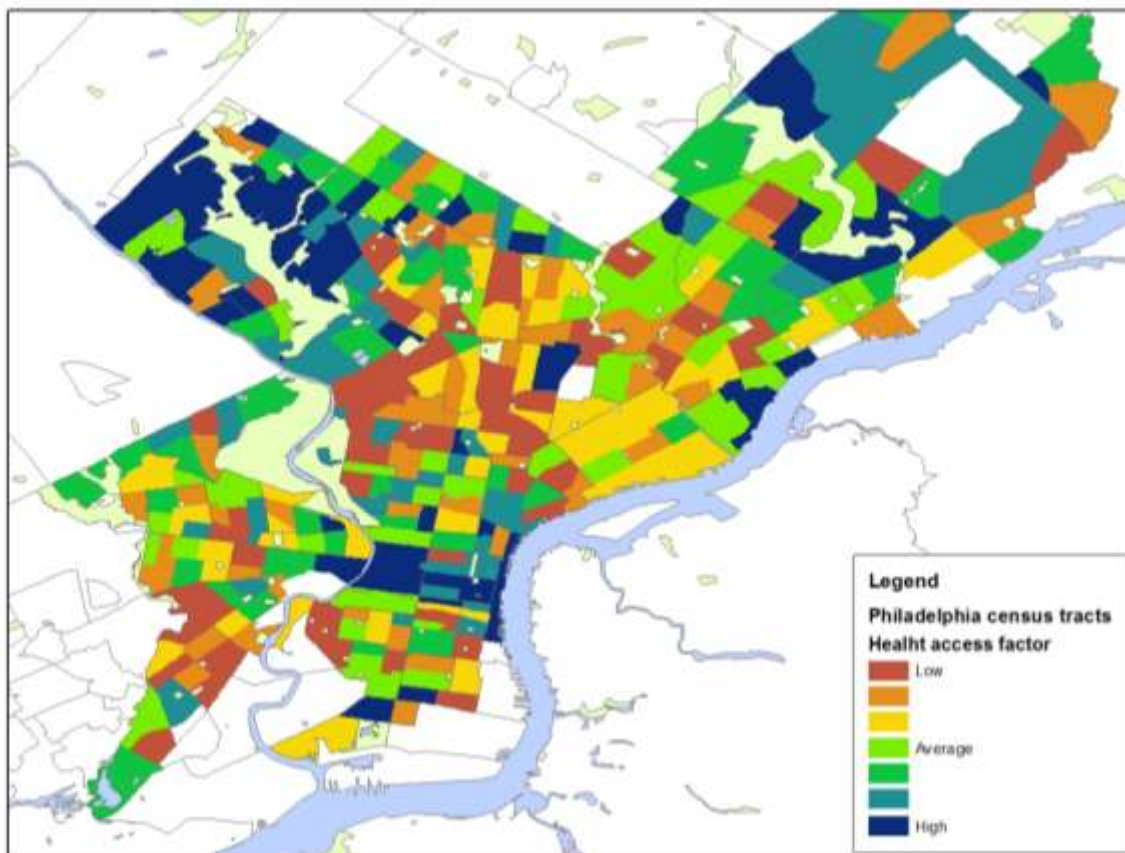 Legend
Philadelphia census tracts
Healht access factor
Low
Average
High